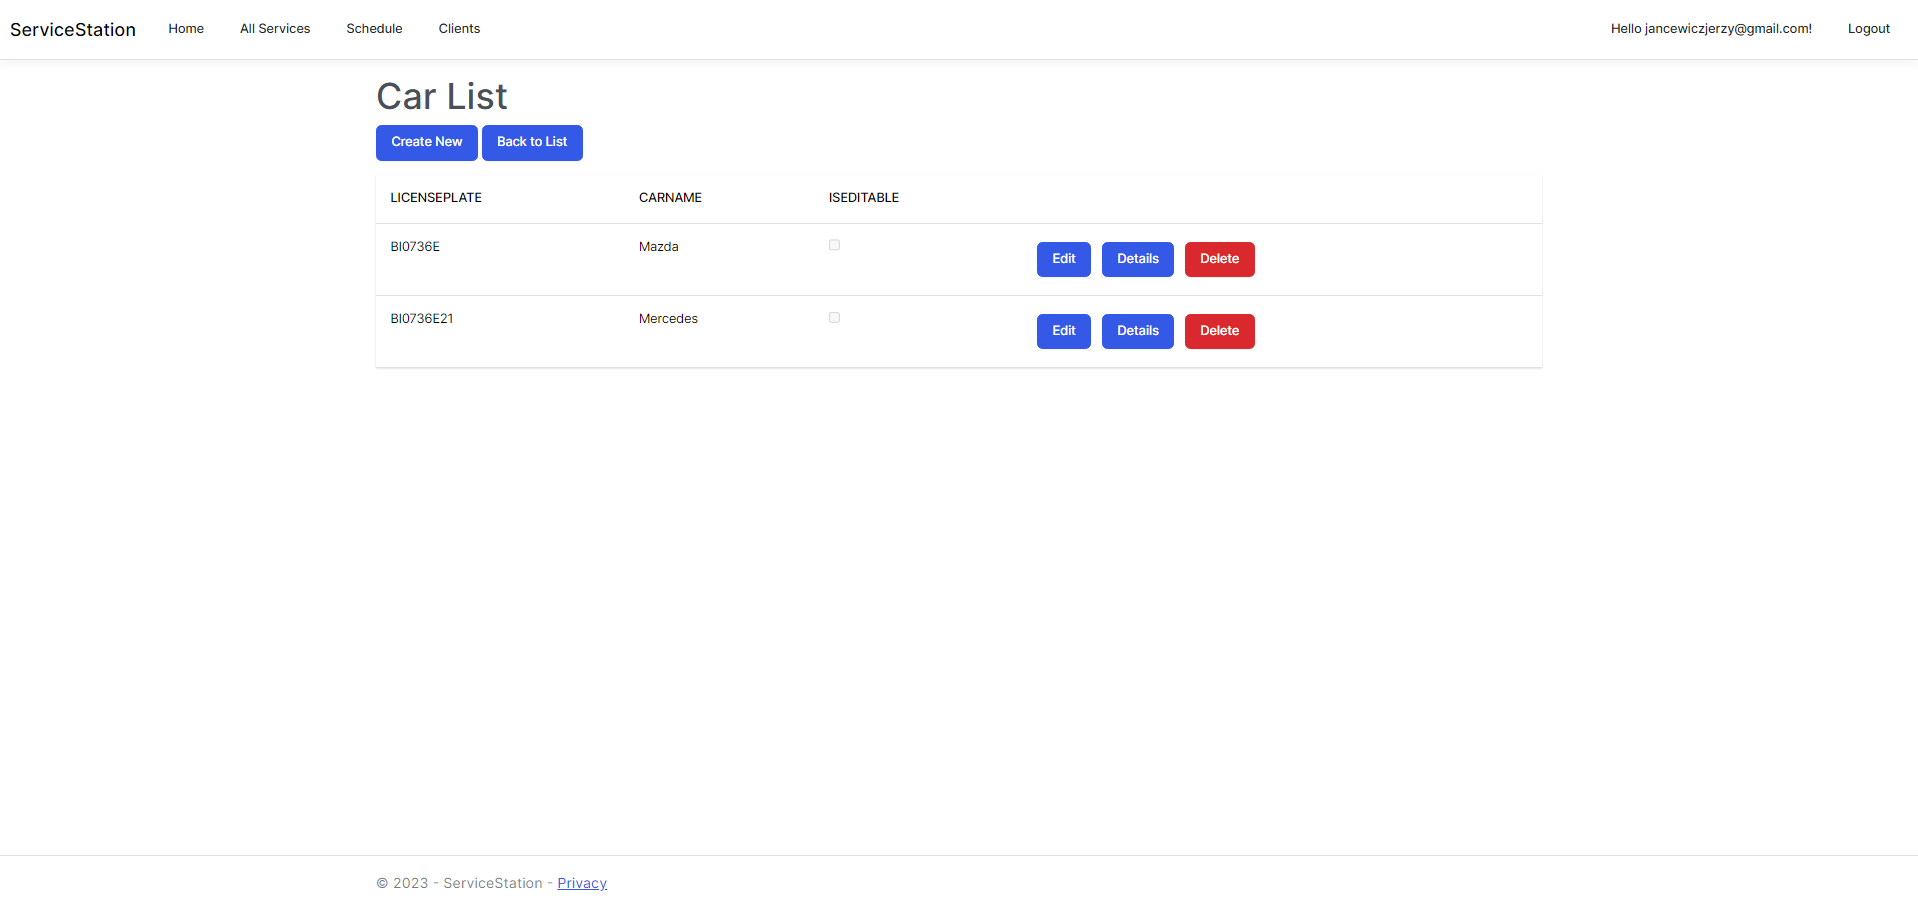 ServiceStation Home All Services Schedule Clients Hello jancewiczjerzy@gmail.com! Logout
Car List
Create New Back to List
LICENSEPLATE CARNAME ISEDITABLE
BI0736E Mazda Edit Details Delete
BI0736E21 Mercedes Edit Details Delete
© 2023 - ServiceStation - Privacy